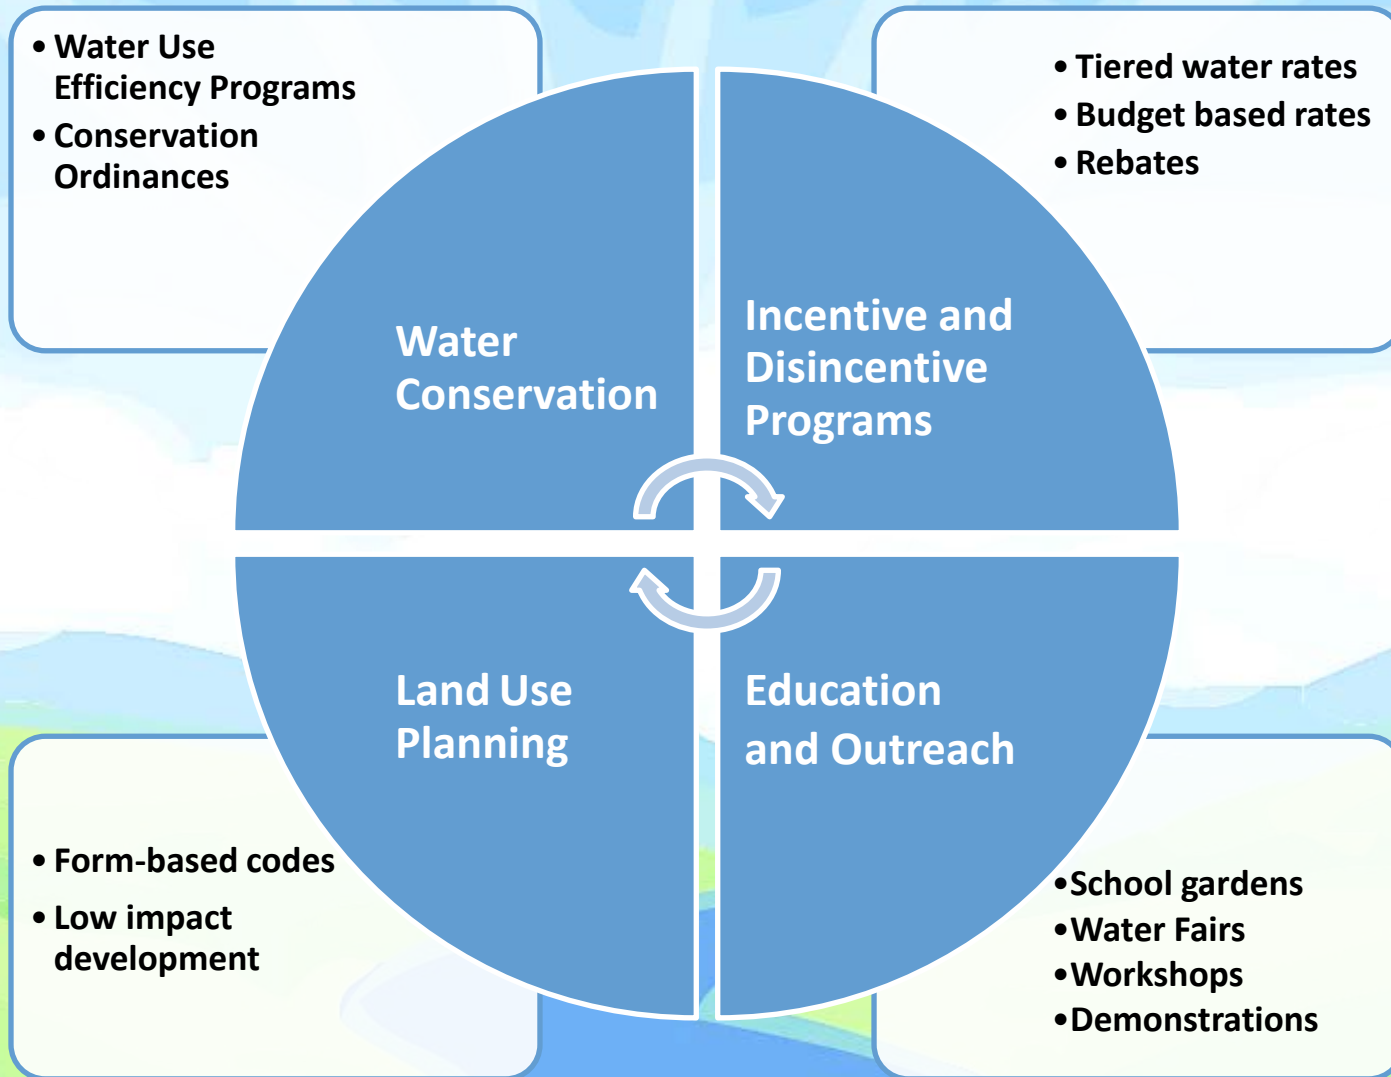 • Water Use
Efficiency Programs
• Conservation
Ordinances
• Tiered water rates
• Budget based rates
• Rebates
Water
Conservation
Incentive and
Disincentive
Programs
Land Use
Planning
Education
and Outreach
• Form-based codes
• Low impact
development
•School gardens
•Water Fairs
•Workshops
•Demonstrations